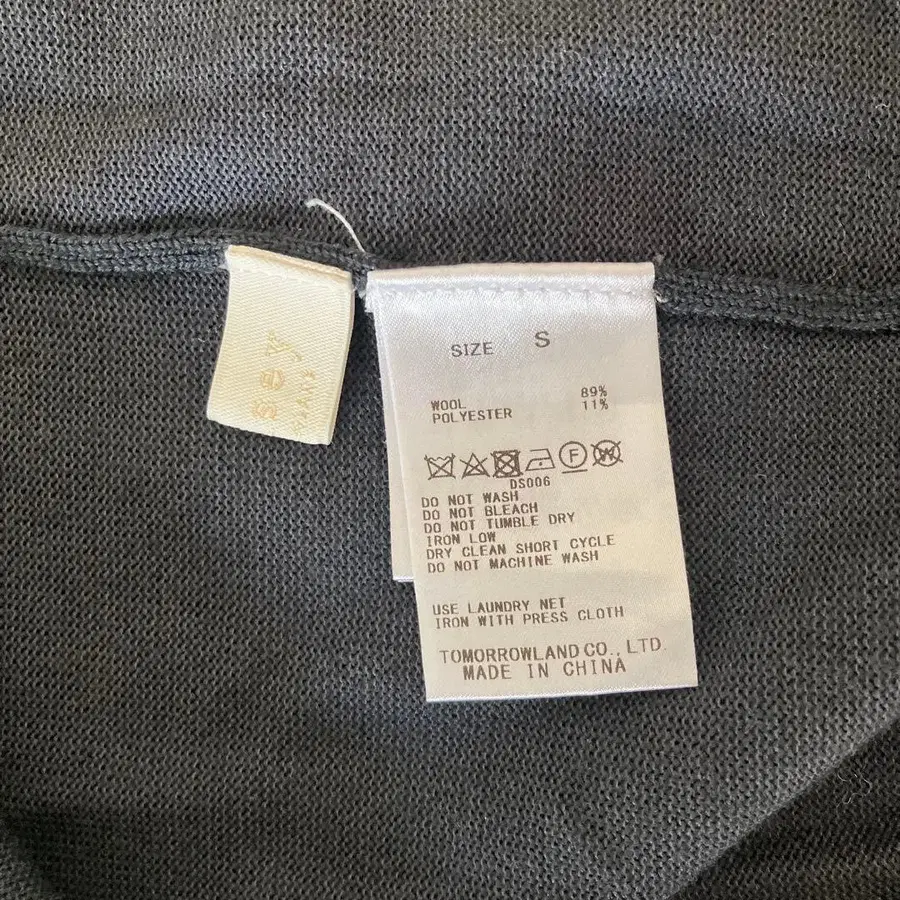 sey
SIZE S
WOOL 89%
POLYESTER 11%
F W
DS006
DO NOT WASH
DO NOT BLEACH
DO NOT TUMBLE DRY
IRON LOW
DRY CLEAN SHORT CYCLE
DO NOT MACHINE WASH
USE LAUNDRY NET
IRON WITH PRESS CLOTH
TOMORROWLAND CO., LTD.
MADE IN CHINA